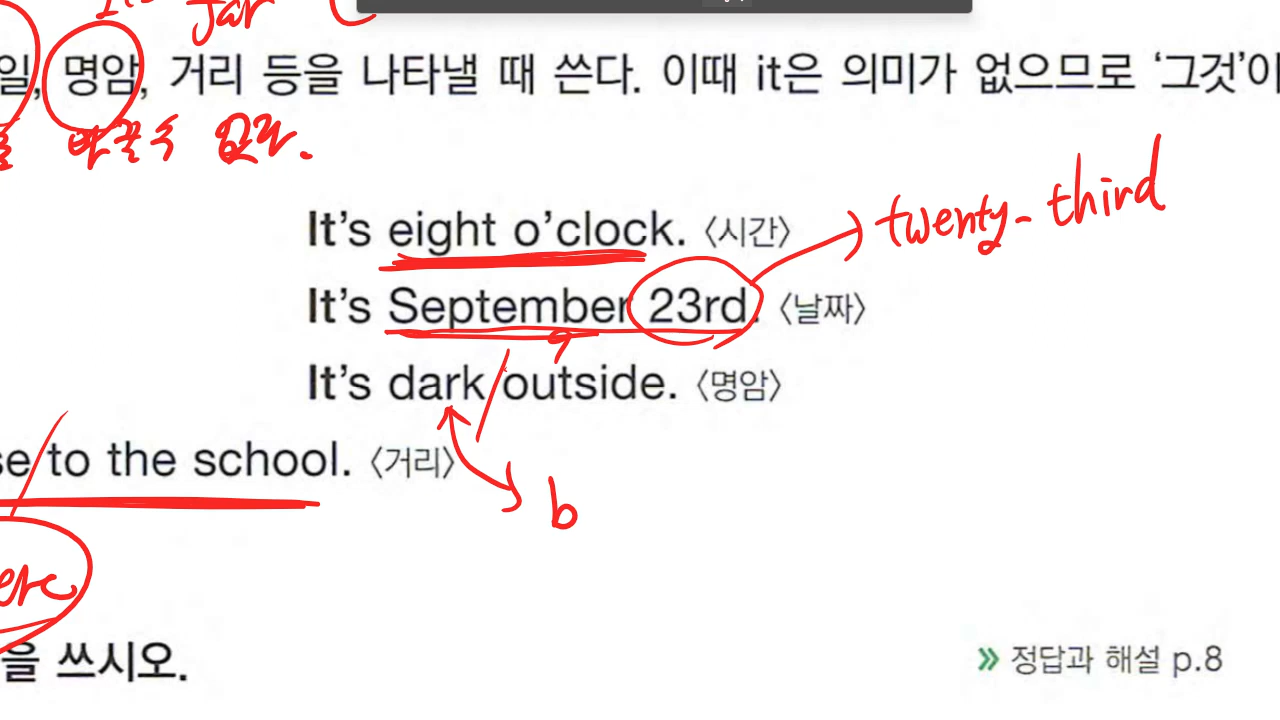 far
일, 명암, 거리 등을 나타낼 때 쓴다. 이때 it은 의미가 없으므로 ‘그것’이
twenty-third
It’s eight o’clock. 〈시간〉
It’s September 23rd. 〈날짜〉
It’s dark outside. 〈명암〉
se to the school. 〈거리〉
b
ere
을 쓰시오.
» 정답과 해설 p.8